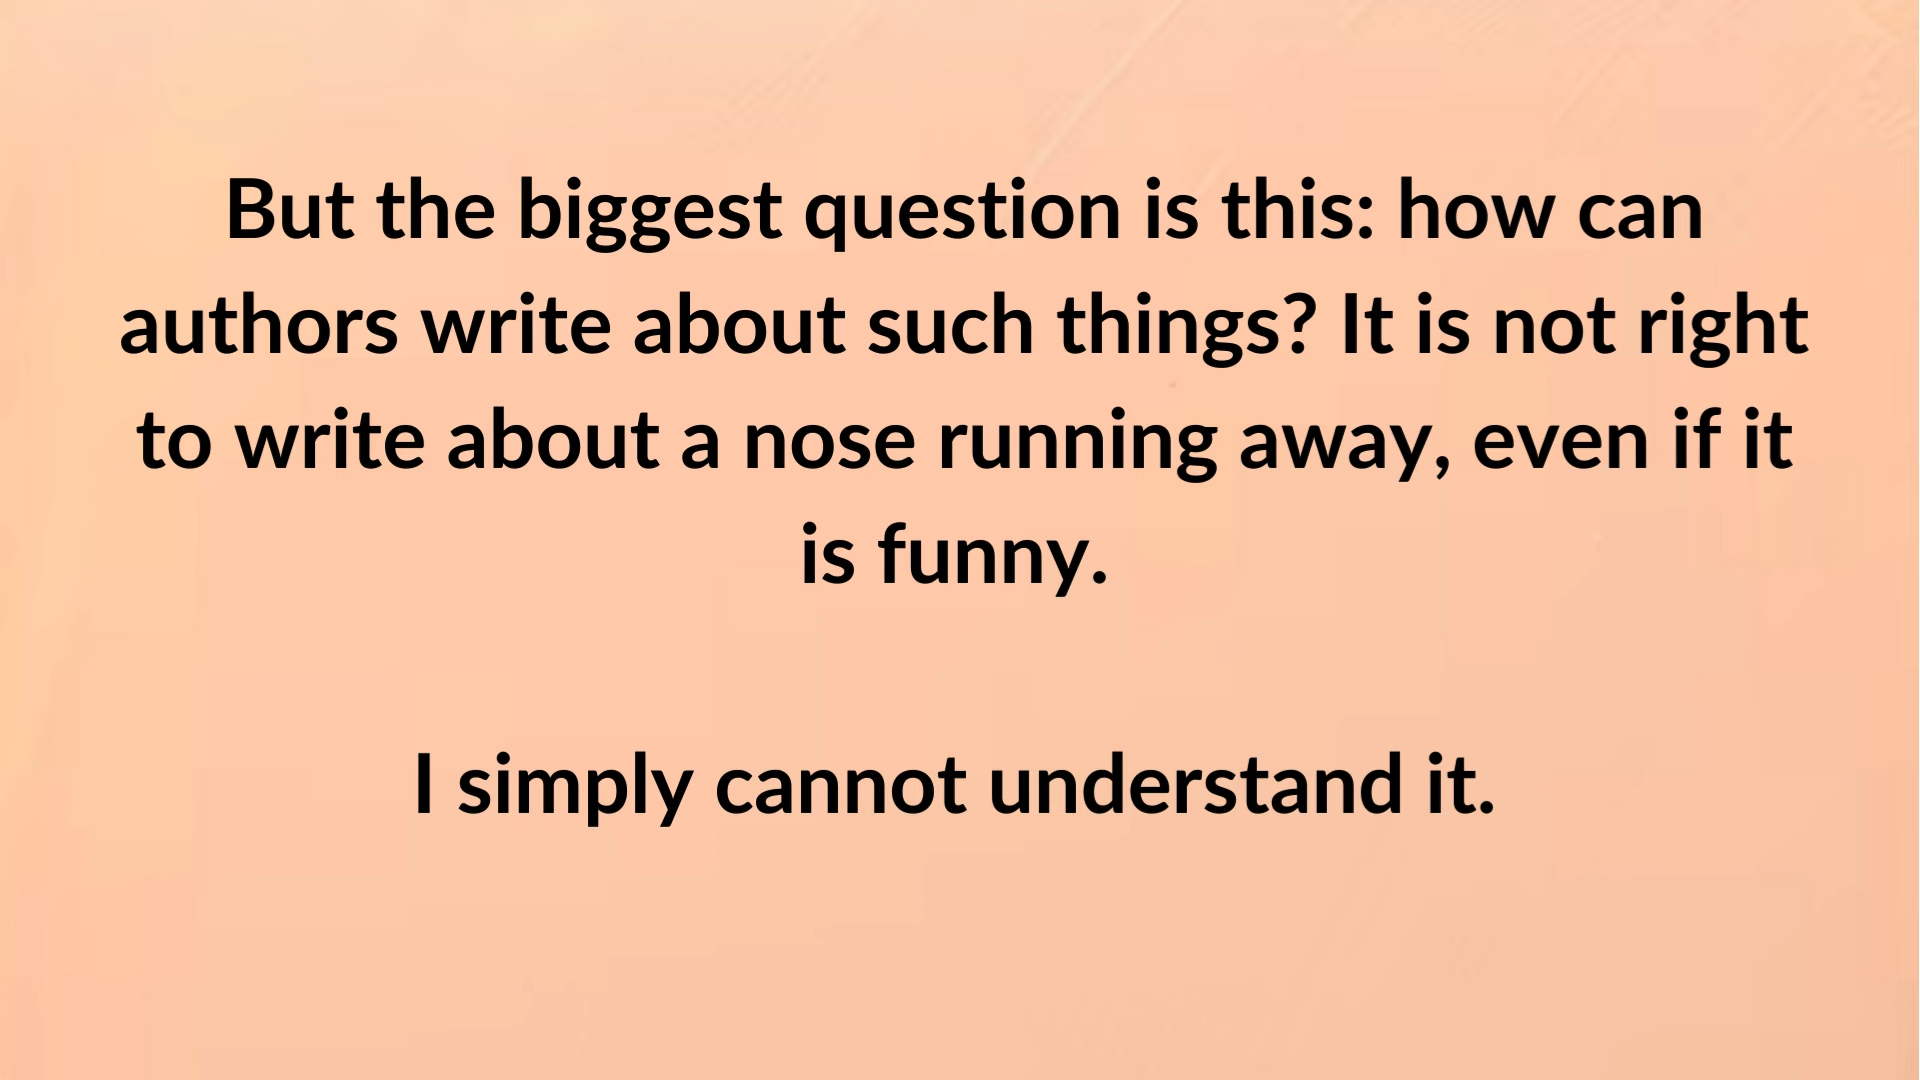 But the biggest question is this: how can
authors write about such things? It is not right
to write about a nose running away, even if it
is funny.
I simply cannot understand it.